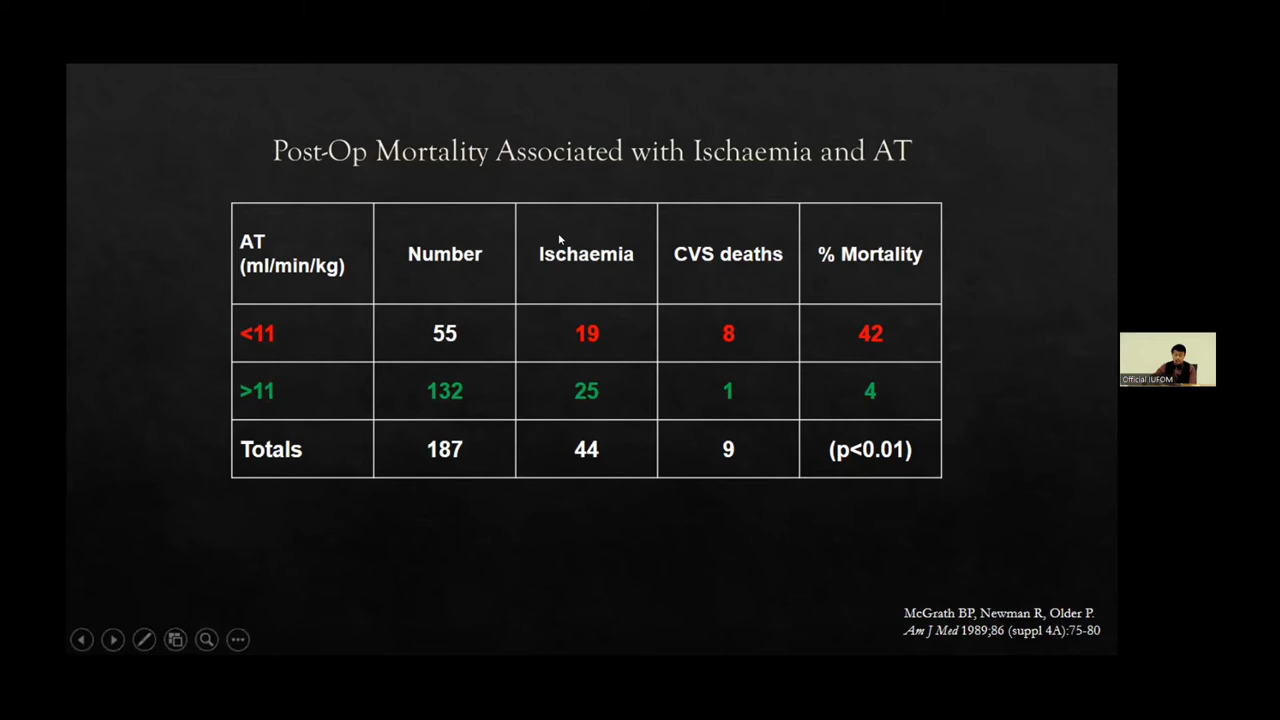 Post-Op Mortality Associated with Ischaemia and AT
AT
(ml/min/kg)
Number
Ischaemia
CVS deaths
% Mortality
<11
55
19
8
42
>11
132
25
1
4
Totals
187
44
9
(p<0.01)
Official IUFOM
McGrath BP, Newman R, Older P.
Am J Med 1989;86 (suppl 4A):75-80